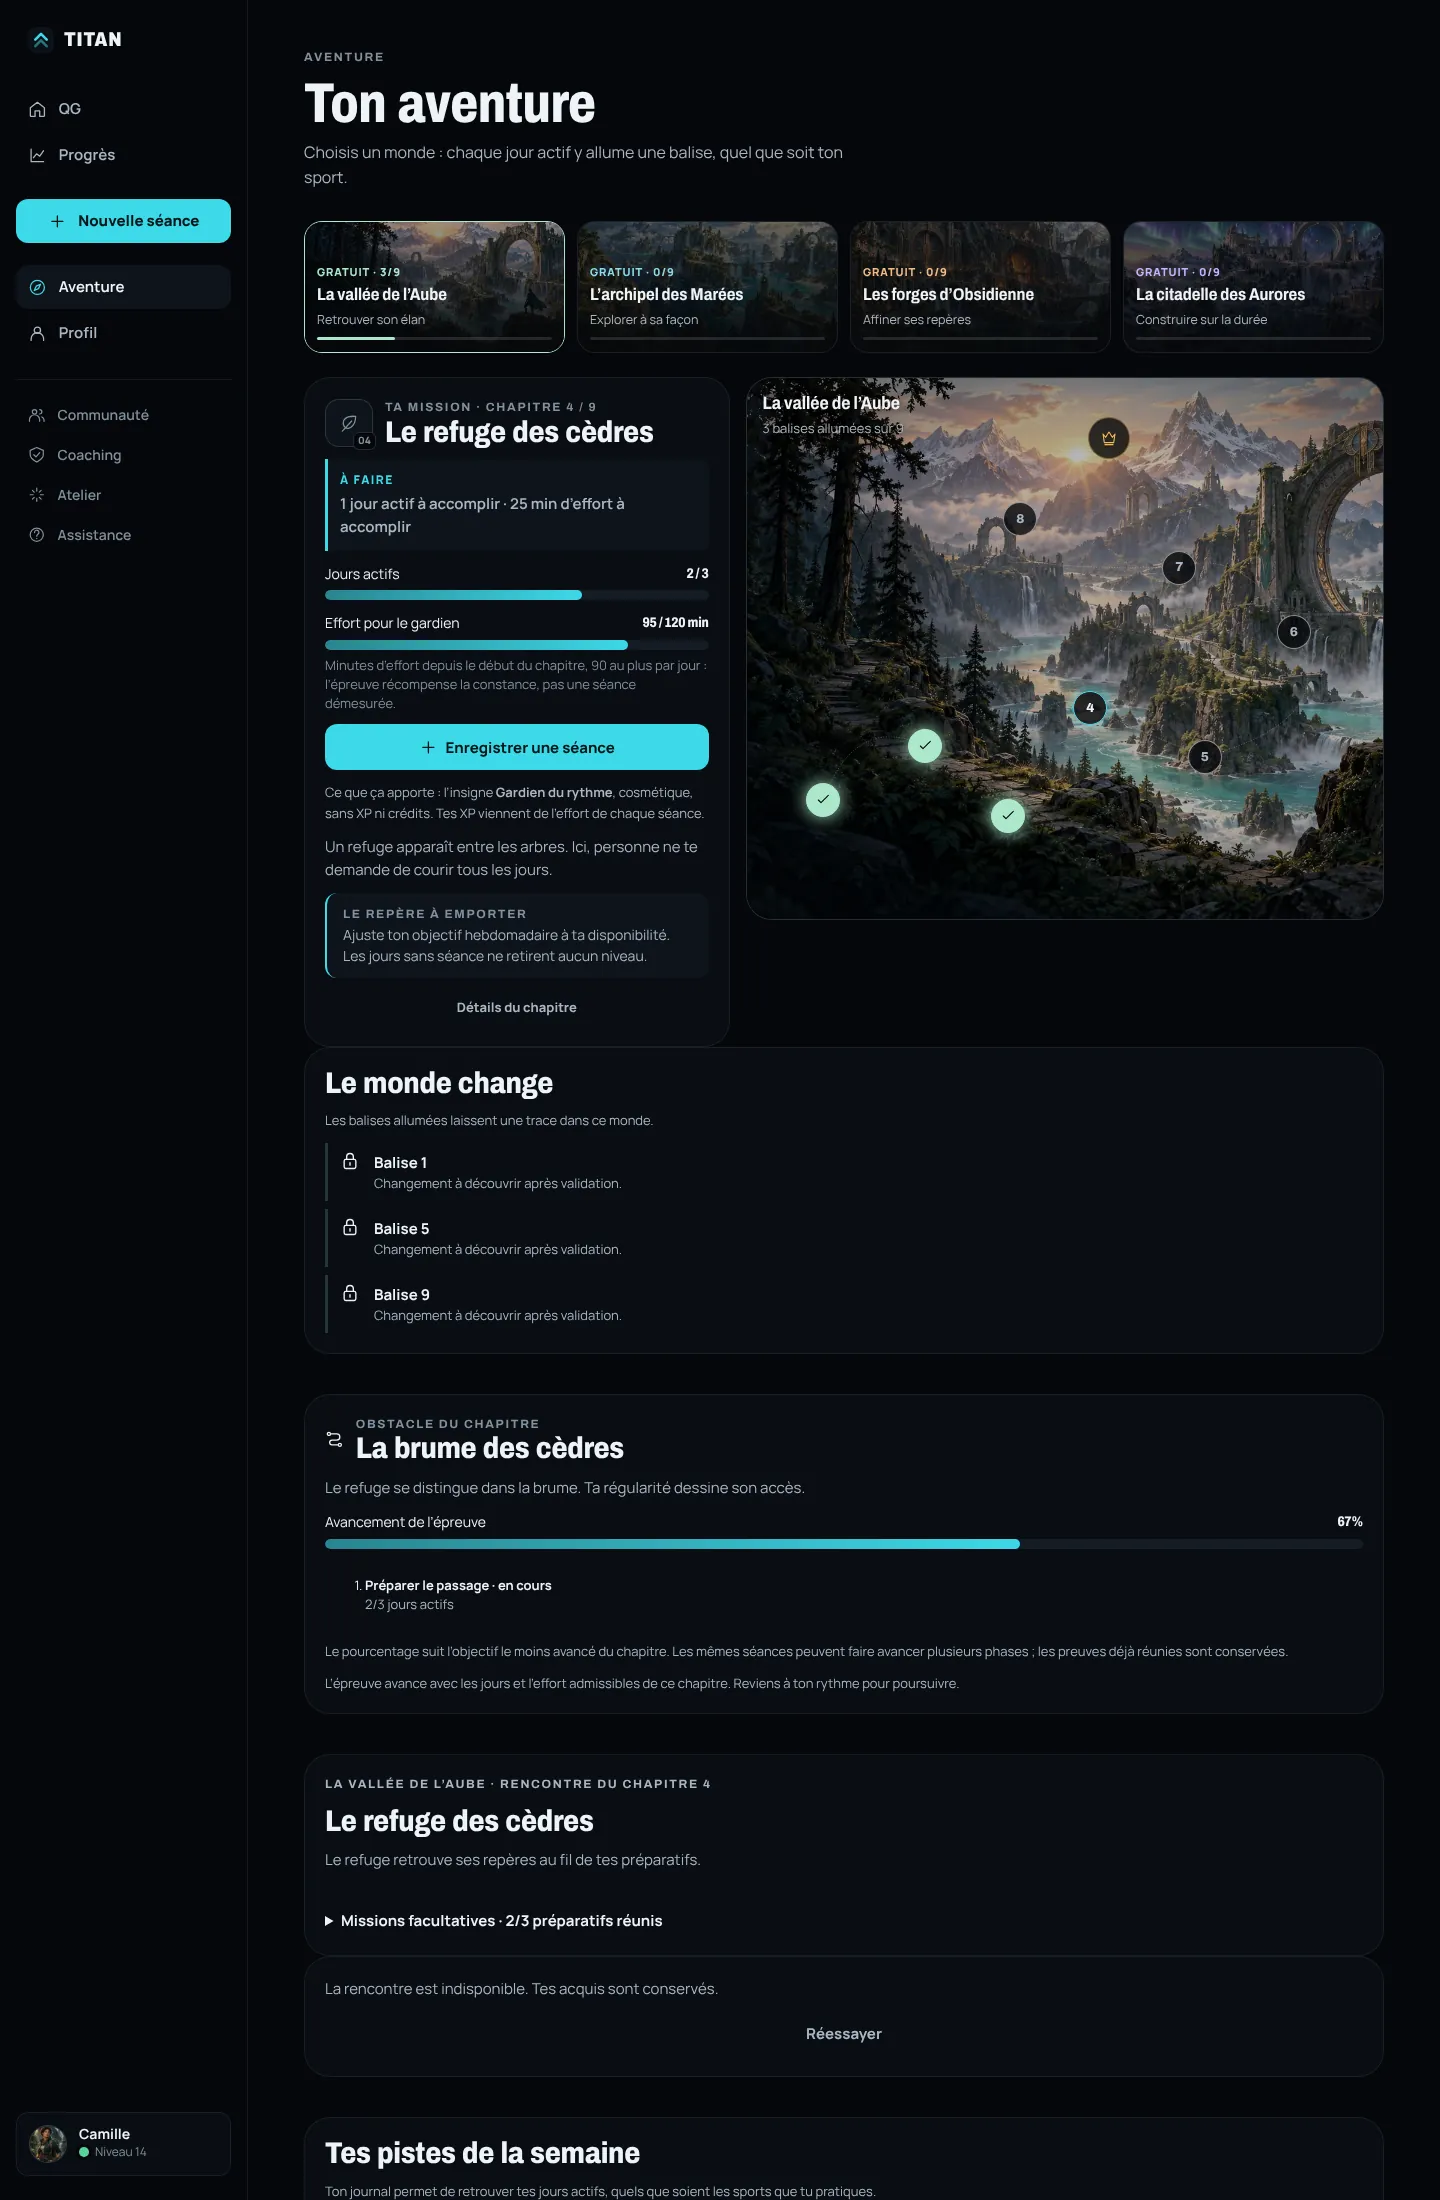 TITAN
QG
Progrès
Nouvelle séance
Aventure
Profil
Communauté
Coaching
Atelier
Assistance
Camille
Niveau 14
AVENTURE
Ton aventure
Choisis un monde : chaque jour actif y allume une balise, quel que soit ton
sport.
GRATUIT · 3/9
La vallée de l'Aube
Retrouver son élan
GRATUIT · 0/9
L'archipel des Marées
Explorer à sa façon
GRATUIT · 0/9
Les forges d'Obsidienne
Affiner ses repères
GRATUIT · 0/9
La citadelle des Aurores
Construire sur la durée
04
TA MISSION · CHAPITRE 4 / 9
Le refuge des cèdres
À FAIRE
1 jour actif à accomplir · 25 min d'effort à
accomplir
Jours actifs 2 / 3
Effort pour le gardien 95 / 120 min
Minutes d'effort depuis le début du chapitre, 90 au plus par jour :
l'épreuve récompense la constance, pas une séance
démesurée.
Enregistrer une séance
Ce que ça apporte : l'insigne Gardien du rythme, cosmétique,
sans XP ni crédits. Tes XP viennent de l'effort de chaque séance.
Un refuge apparaît entre les arbres. Ici, personne ne te
demande de courir tous les jours.
LE REPÈRE À EMPORTER
Ajuste ton objectif hebdomadaire à ta disponibilité.
Les jours sans séance ne retirent aucun niveau.
Détails du chapitre
La vallée de l'Aube
3 balises allumées sur 9
8
7
6
4
5
Le monde change
Les balises allumées laissent une trace dans ce monde.
Balise 1
Changement à découvrir après validation.
Balise 5
Changement à découvrir après validation.
Balise 9
Changement à découvrir après validation.
OBSTACLE DU CHAPITRE
La brume des cèdres
Le refuge se distingue dans la brume. Ta régularité dessine son accès.
Avancement de l'épreuve 67%
1. Préparer le passage · en cours
2/3 jours actifs
Le pourcentage suit l'objectif le moins avancé du chapitre. Les mêmes séances peuvent faire avancer plusieurs phases ; les preuves déjà réunies sont conservées.
L'épreuve avance avec les jours et l'effort admissibles de ce chapitre. Reviens à ton rythme pour poursuivre.
LA VALLÉE DE L'AUBE · RENCONTRE DU CHAPITRE 4
Le refuge des cèdres
Le refuge retrouve ses repères au fil de tes préparatifs.
Missions facultatives · 2/3 préparatifs réunis
La rencontre est indisponible. Tes acquis sont conservés.
Réessayer
Tes pistes de la semaine
Ton journal permet de retrouver tes jours actifs, quels que soient les sports que tu pratiques.